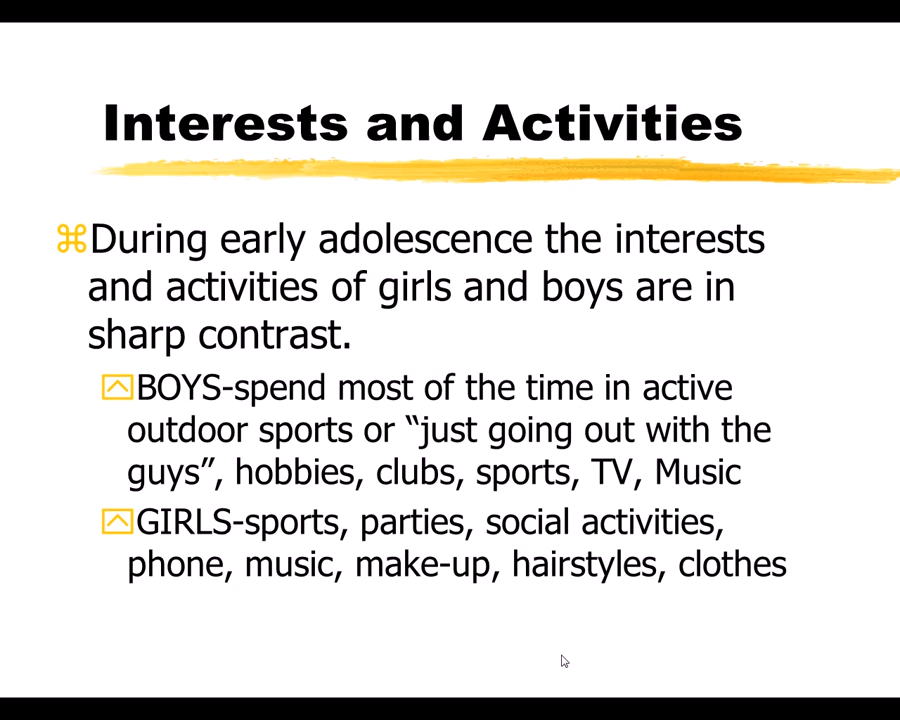 Interests and Activities
⌘During early adolescence the interests
and activities of girls and boys are in
sharp contrast.
BOYS-spend most of the time in active
outdoor sports or “just going out with the
guys”, hobbies, clubs, sports, TV, Music
GIRLS-sports, parties, social activities,
phone, music, make-up, hairstyles, clothes